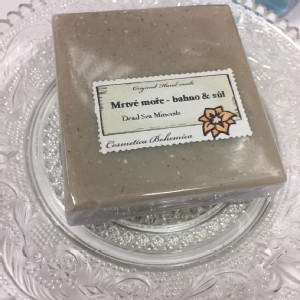 Original Hand-made
Mrtvé moře - bahno & sůl
Dead Sea Minerals
Cosmetica Bohemica